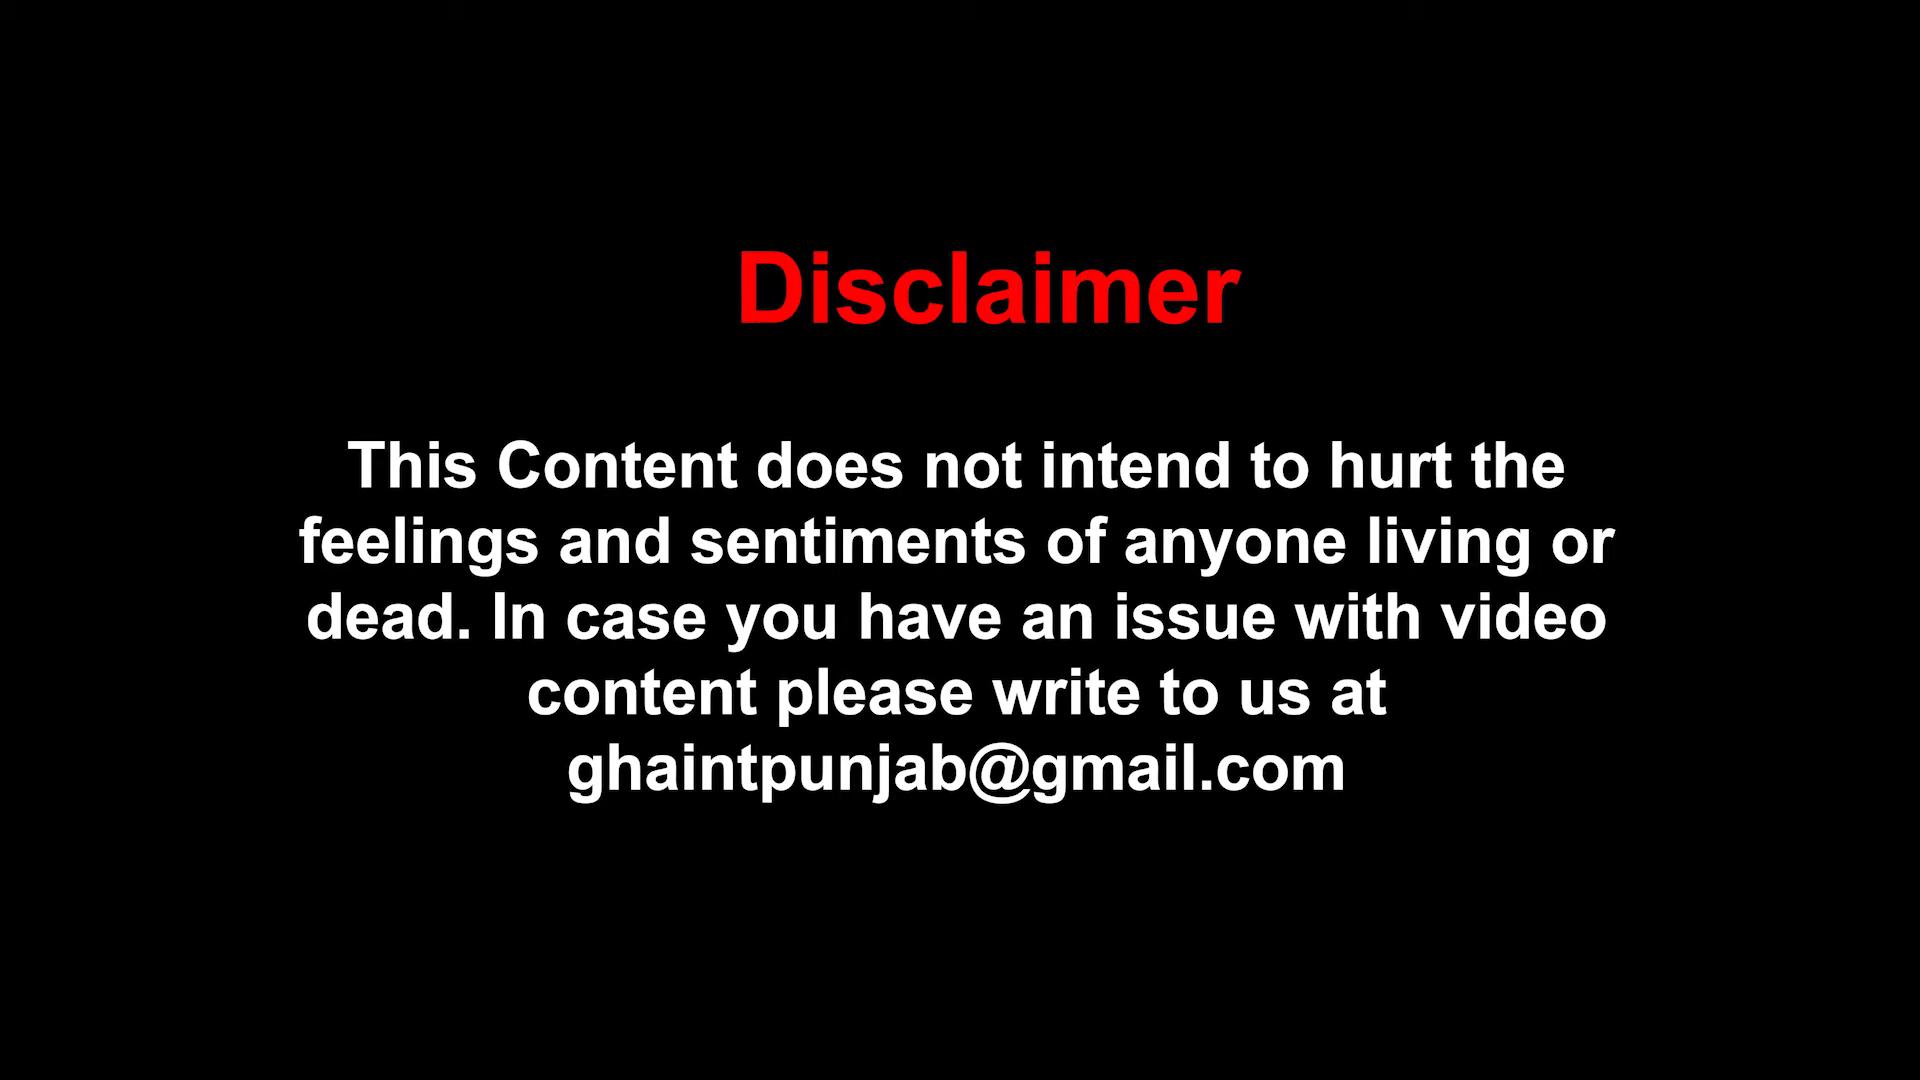 Disclaimer
This Content does not intend to hurt the
feelings and sentiments of anyone living or
dead. In case you have an issue with video
content please write to us at
ghaintpunjab@gmail.com